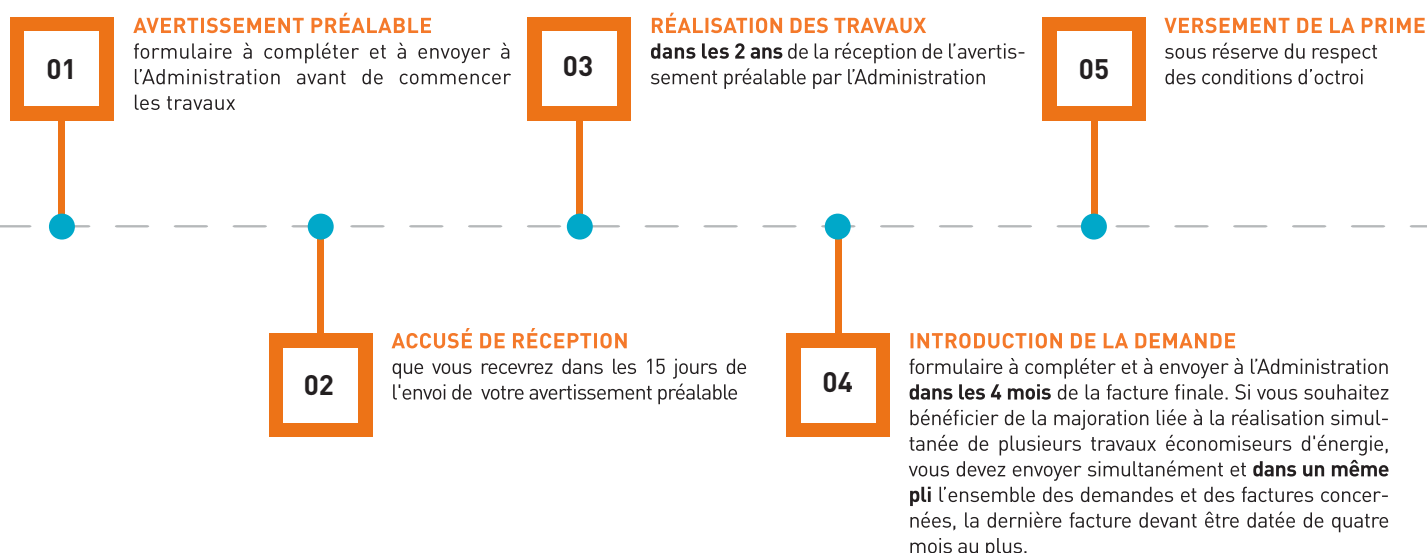 01
AVERTISSEMENT PRÉALABLE
formulaire à compléter et à envoyer à
l'Administration avant de commencer
les travaux
02
ACCUSÉ DE RÉCEPTION
que vous recevrez dans les 15 jours de
l'envoi de votre avertissement préalable
03
RÉALISATION DES TRAVAUX
dans les 2 ans de la réception de l'avertis-
sement préalable par l'Administration
04
INTRODUCTION DE LA DEMANDE
formulaire à compléter et à envoyer à l'Administration
dans les 4 mois de la facture finale. Si vous souhaitez
bénéficier de la majoration liée à la réalisation simul-
tanée de plusieurs travaux économiseurs d'énergie,
vous devez envoyer simultanément et dans un même
pli l'ensemble des demandes et des factures concer-
nées, la dernière facture devant être datée de quatre
mois au plus.
05
VERSEMENT DE LA PRIME
sous réserve du respect
des conditions d'octroi